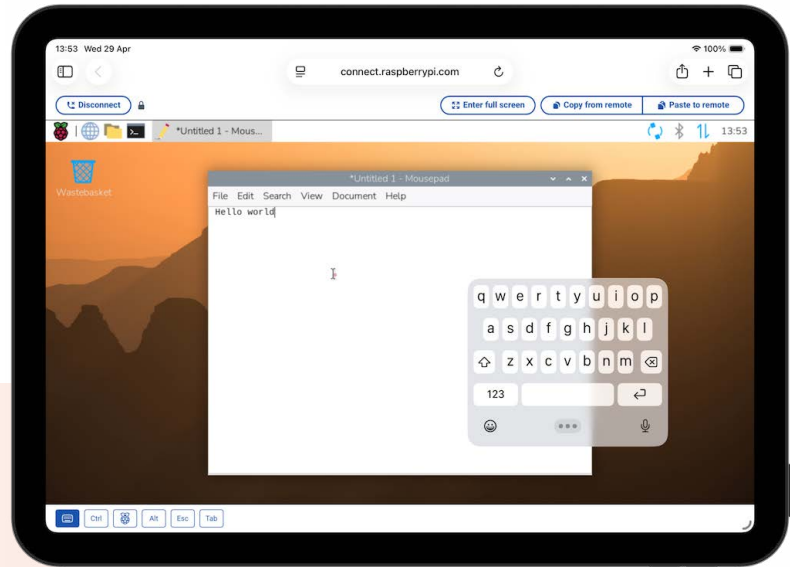 13:53 Wed 29 Apr
100%
connect.raspberrypi.com
Disconnect
Enter full screen
Copy from remote
Paste to remote
*Untitled 1 - Mous...
13:53
Wastebasket
*Untitled 1 - Mousepad
File Edit Search View Document Help
Hello world
q w e r t y u i o p
a s d f g h j k l
z x c v b n m
123
Ctrl Alt Esc Tab